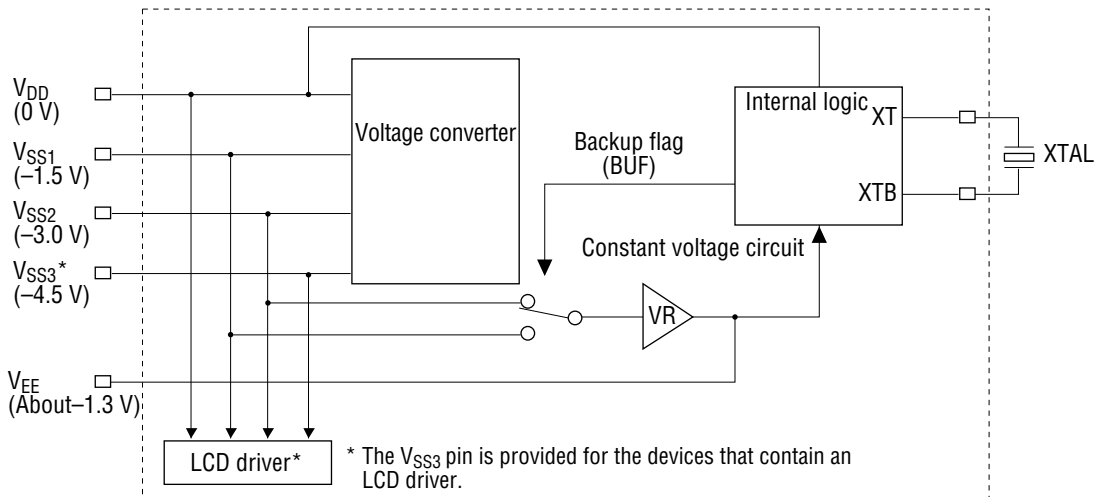 V_DD
(0 V)
V_SS1
(–1.5 V)
V_SS2
(–3.0 V)
V_SS3*
(–4.5 V)
V_EE
(About–1.3 V)
Voltage converter
Backup flag
(BUF)
Internal logic
XT
XTB
XTAL
Constant voltage circuit
VR
LCD driver*
* The V_SS3 pin is provided for the devices that contain an
LCD driver.